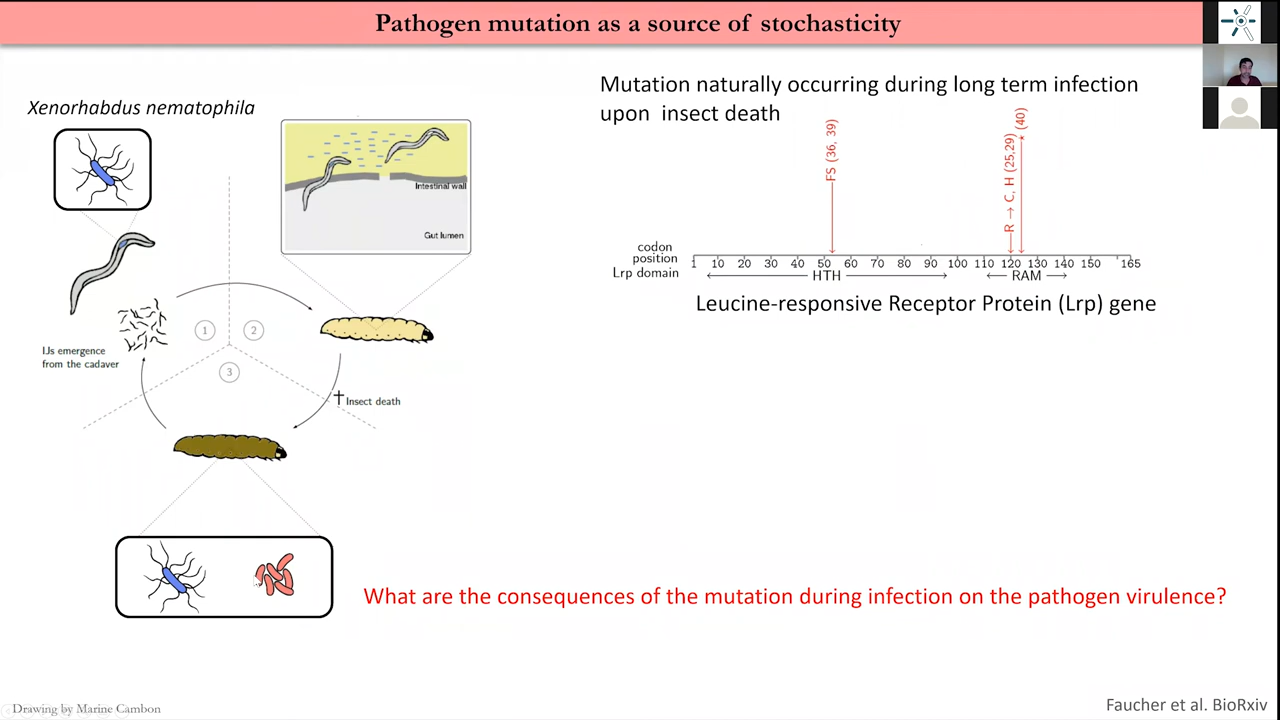 Pathogen mutation as a source of stochasticity
Xenorhabdus nematophila
Intestinal wall
Gut lumen
IJs emergence
from the cadaver
1
2
3
† Insect death
Mutation naturally occurring during long term infection
upon insect death
FS (36, 39)
R → C, H (25,29)
* (40)
codon
position
Lrp domain
1 10 20 30 40 50 60 70 80 90 100 110 120 130 140 150 165
HTH
RAM
Leucine-responsive Receptor Protein (Lrp) gene
What are the consequences of the mutation during infection on the pathogen virulence?
Drawing by Marine Cambon
Faucher et al. BioRxiv